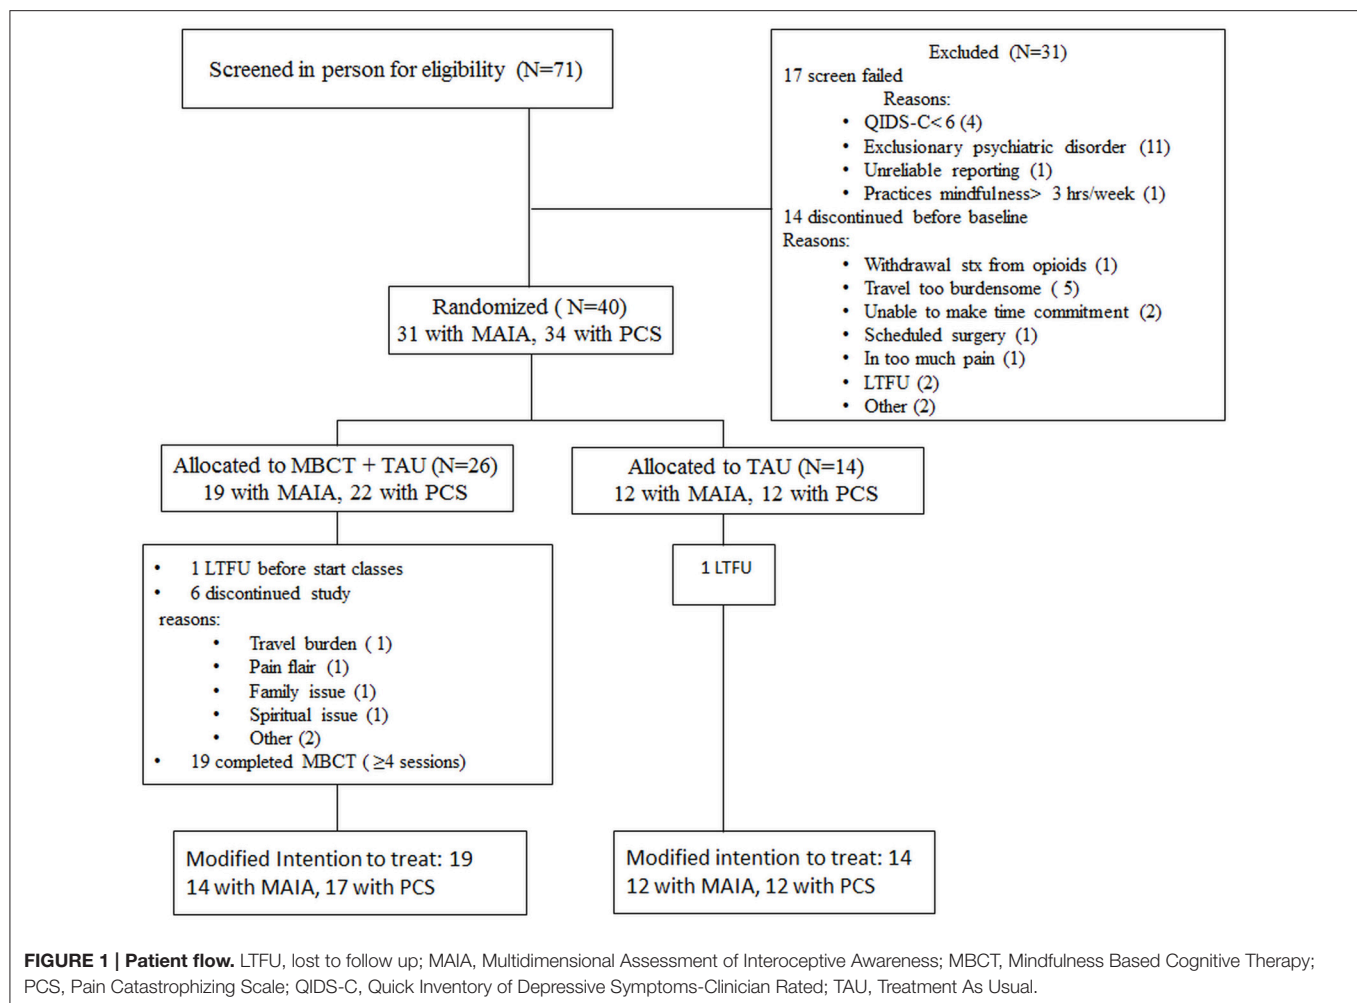 Screened in person for eligibility (N=71)
Excluded (N=31)
17 screen failed
Reasons:
• QIDS-C< 6 (4)
• Exclusionary psychiatric disorder (11)
• Unreliable reporting (1)
• Practices mindfulness> 3 hrs/week (1)
14 discontinued before baseline
Reasons:
• Withdrawal stx from opioids (1)
• Travel too burdensome ( 5)
• Unable to make time commitment (2)
• Scheduled surgery (1)
• In too much pain (1)
• LTFU (2)
• Other (2)
Randomized ( N=40)
31 with MAIA, 34 with PCS
Allocated to MBCT + TAU (N=26)
19 with MAIA, 22 with PCS
Allocated to TAU (N=14)
12 with MAIA, 12 with PCS
• 1 LTFU before start classes
• 6 discontinued study
reasons:
• Travel burden ( 1)
• Pain flair (1)
• Family issue (1)
• Spiritual issue (1)
• Other (2)
• 19 completed MBCT ( ≥4 sessions)
1 LTFU
Modified Intention to treat: 19
14 with MAIA, 17 with PCS
Modified intention to treat: 14
12 with MAIA, 12 with PCS
FIGURE 1 | Patient flow. LTFU, lost to follow up; MAIA, Multidimensional Assessment of Interoceptive Awareness; MBCT, Mindfulness Based Cognitive Therapy;
PCS, Pain Catastrophizing Scale; QIDS-C, Quick Inventory of Depressive Symptoms-Clinician Rated; TAU, Treatment As Usual.